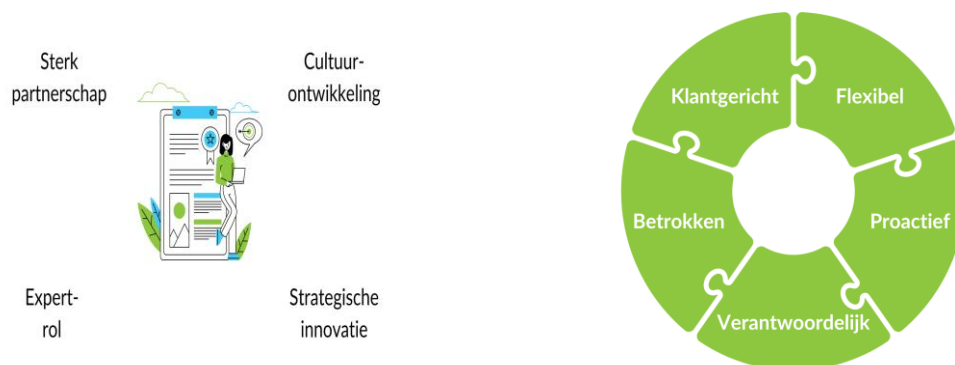 Sterk
partnerschap
Cultuur-
ontwikkeling
Expert-
rol
Strategische
innovatie
Klantgericht
Flexibel
Betrokken
Proactief
Verantwoordelijk